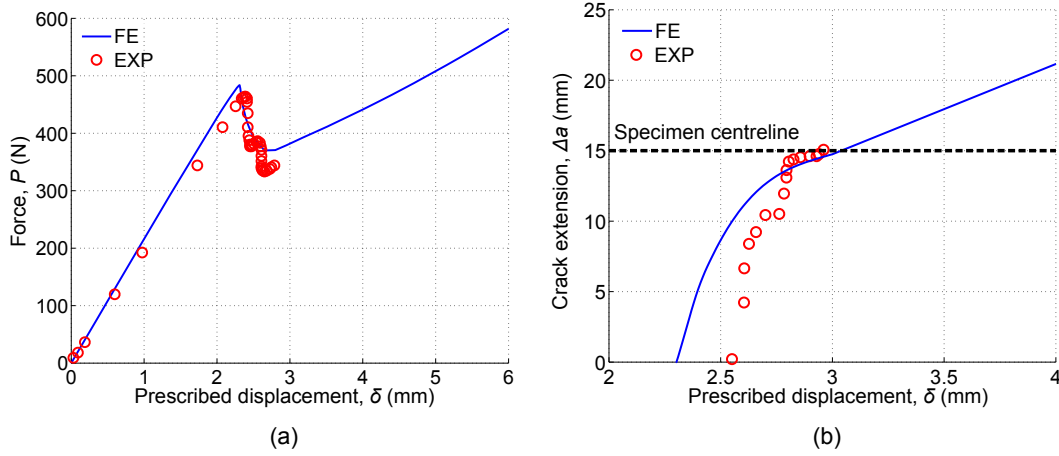 600
500
400
300
200
100
0
0 1 2 3 4 5 6
Force, P (N)
Prescribed displacement, δ (mm)
FE
EXP
(a)
25
20
15
10
5
0
2 2.5 3 3.5 4
Crack extension, Δa (mm)
Prescribed displacement, δ (mm)
FE
EXP
Specimen centreline
(b)